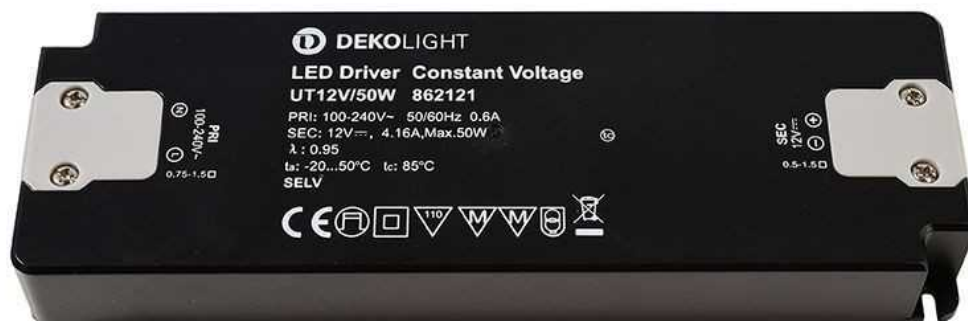 DEKOLIGHT
LED Driver Constant Voltage
UT12V/50W 862121
PRI: 100-240V~ 50/60Hz 0.6A
SEC: 12V⎓, 4.16A,Max.50W
λ : 0.95
ta: -20...50°C tc: 85°C
SELV
CE 110 M M
PRI
100-240V~
N
L
0.75-1.5□
tc
SEC
12V⎓
+
−
0.5-1.5□